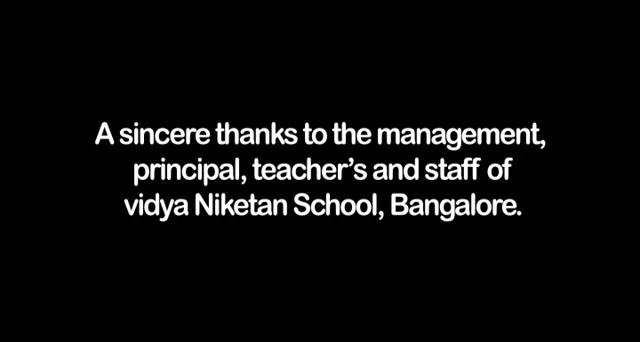 A sincere thanks to the management,
principal, teacher's and staff of
vidya Niketan School, Bangalore.